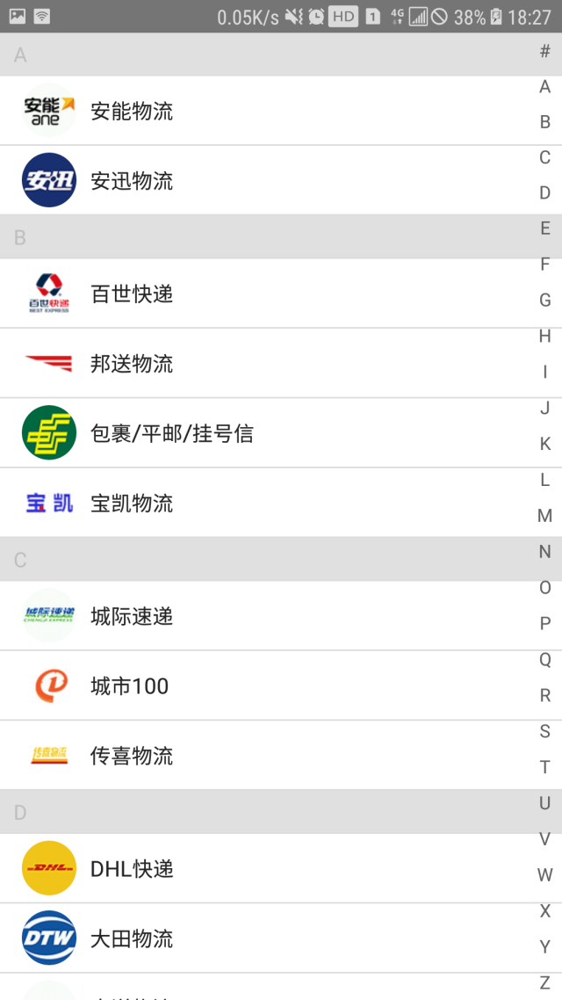 0.05K/s HD 1 4G 38% 18:27
A
安能 ane 安能物流
安迅 安迅物流
B
百世快递 BEST EXPRESS 百世快递
邦送物流
包裹/平邮/挂号信
宝凯 宝凯物流
C
城际速递 CHENGJI EXPRESS 城际速递
城市100
传喜物流 传喜物流
D
DHL DHL快递
DTW 大田物流
#
A
B
C
D
E
F
G
H
I
J
K
L
M
N
O
P
Q
R
S
T
U
V
W
X
Y
Z